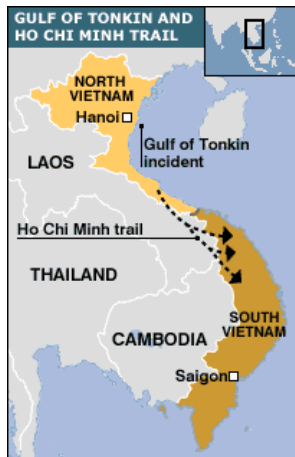 GULF OF TONKIN AND
HO CHI MINH TRAIL
NORTH
VIETNAM
Hanoi
Gulf of Tonkin
incident
LAOS
Ho Chi Minh trail
THAILAND
SOUTH
VIETNAM
CAMBODIA
Saigon